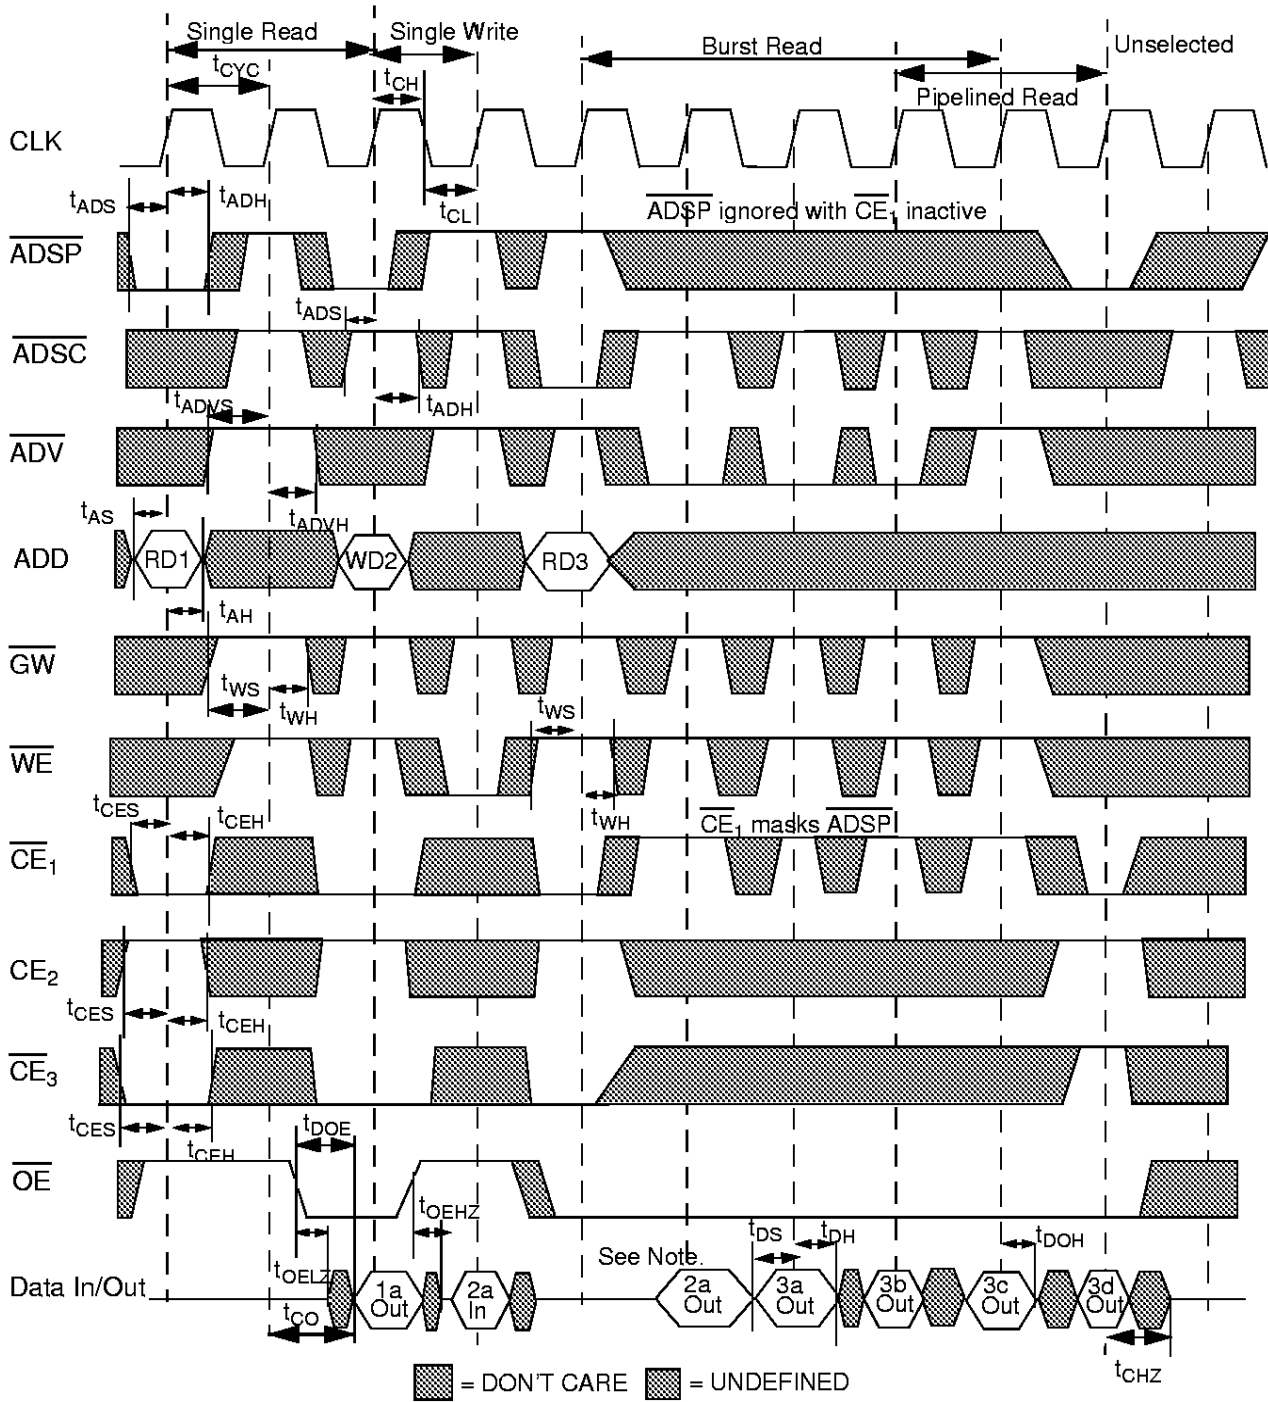 Single Read Single Write Burst Read Unselected
tCYC tCH Pipelined Read
CLK
tADS tADH tCL ADSP ignored with CE1 inactive
ADSP
tADS
ADSC
tADVS tADH
ADV
tAS tADVH
ADD RD1 WD2 RD3
tAH
GW
tWS tWH tWS
WE
tCES tCEH tWH CE1 masks ADSP
CE1
CE2
tCES tCEH
CE3
tCES tCEH tDOE
OE
tOEHZ See Note. tDS tDH tDOH
Data In/Out tOELZ 1a Out 2a In 2a Out 3a Out 3b Out 3c Out 3d Out
tCO tCHZ
= DON'T CARE = UNDEFINED